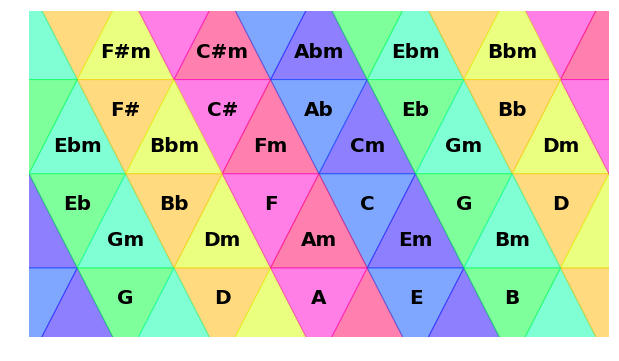 F#m C#m Abm Ebm Bbm
F# C# Ab Eb Bb
Ebm Bbm Fm Cm Gm Dm
Eb Bb F C G D
Gm Dm Am Em Bm
G D A E B